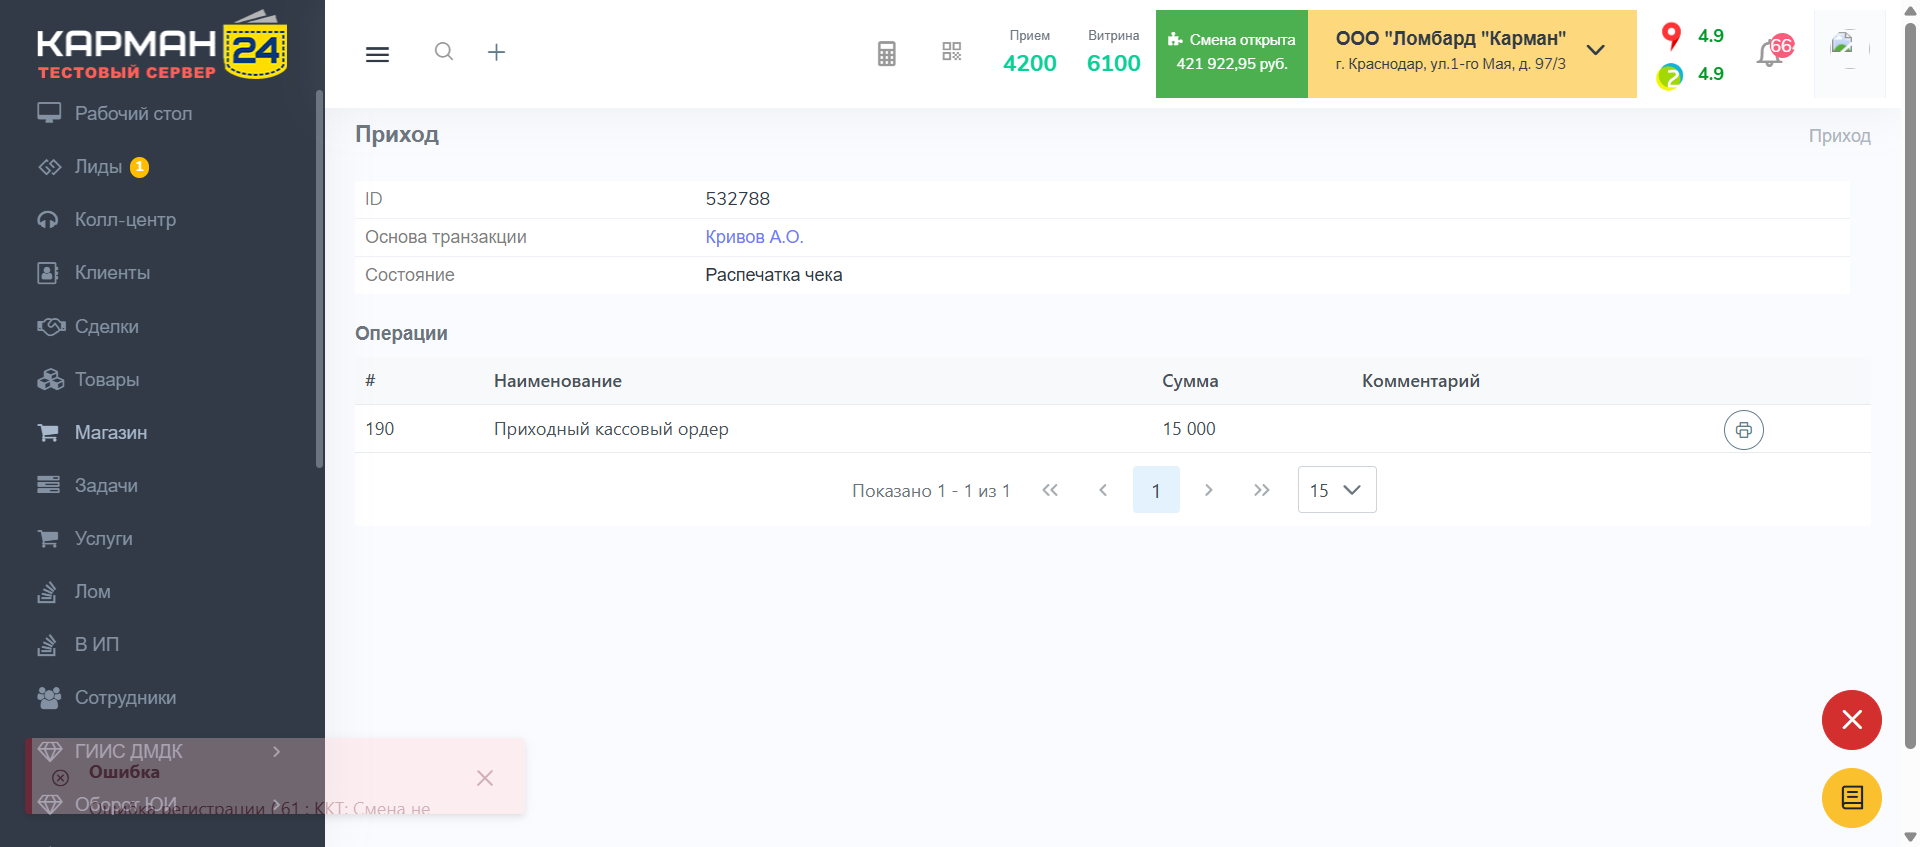 КАРМАН 24
ТЕСТОВЫЙ СЕРВЕР
Рабочий стол
Лиды 1
Колл-центр
Клиенты
Сделки
Товары
Магазин
Задачи
Услуги
Лом
В ИП
Сотрудники
ГИИС ДМДК
Оборот ЮИ
Прием
4200
Витрина
6100
Смена открыта
421 922,95 руб.
ООО "Ломбард "Карман"
г. Краснодар, ул.1-го Мая, д. 97/3
4.9
4.9
66
Приход
Приход
ID 532788
Основа транзакции Кривов А.О.
Состояние Распечатка чека
Операции
# Наименование Сумма Комментарий
190 Приходный кассовый ордер 15 000
Показано 1 - 1 из 1
1
15
Ошибка
Ошибка регистрации 61 : ККТ: Смена не